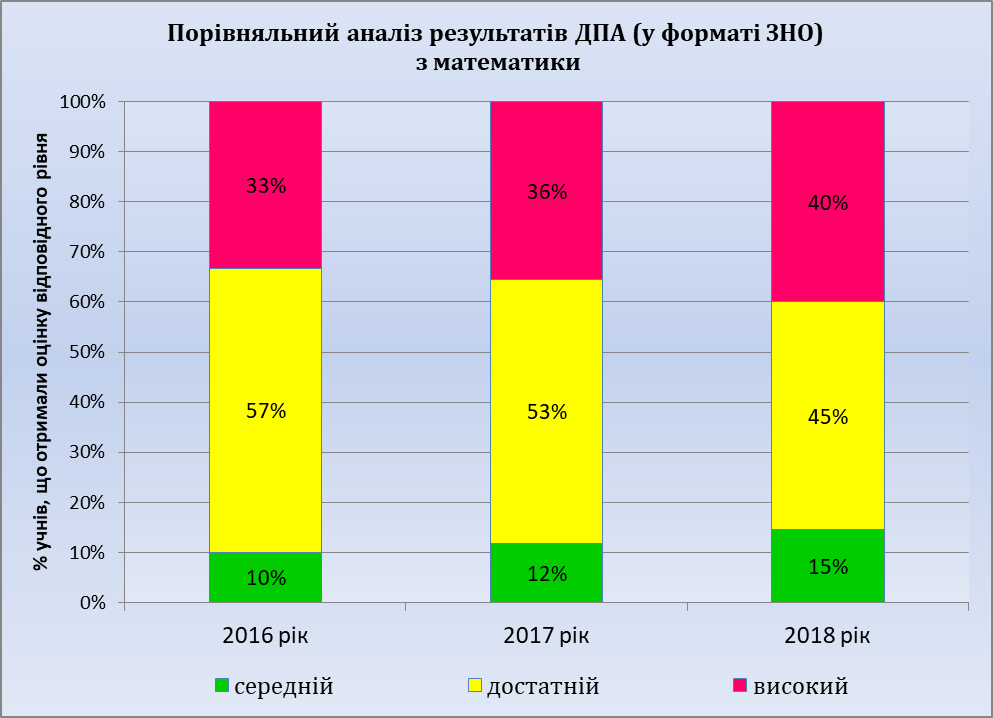 Порівняльний аналіз результатів ДПА (у форматі ЗНО)
з математики
% учнів, що отримали оцінку відповідного рівня
100%
90%
80%
70%
60%
50%
40%
30%
20%
10%
0%
33% 36% 40%
57% 53% 45%
10% 12% 15%
2016 рік 2017 рік 2018 рік
середній достатній високий